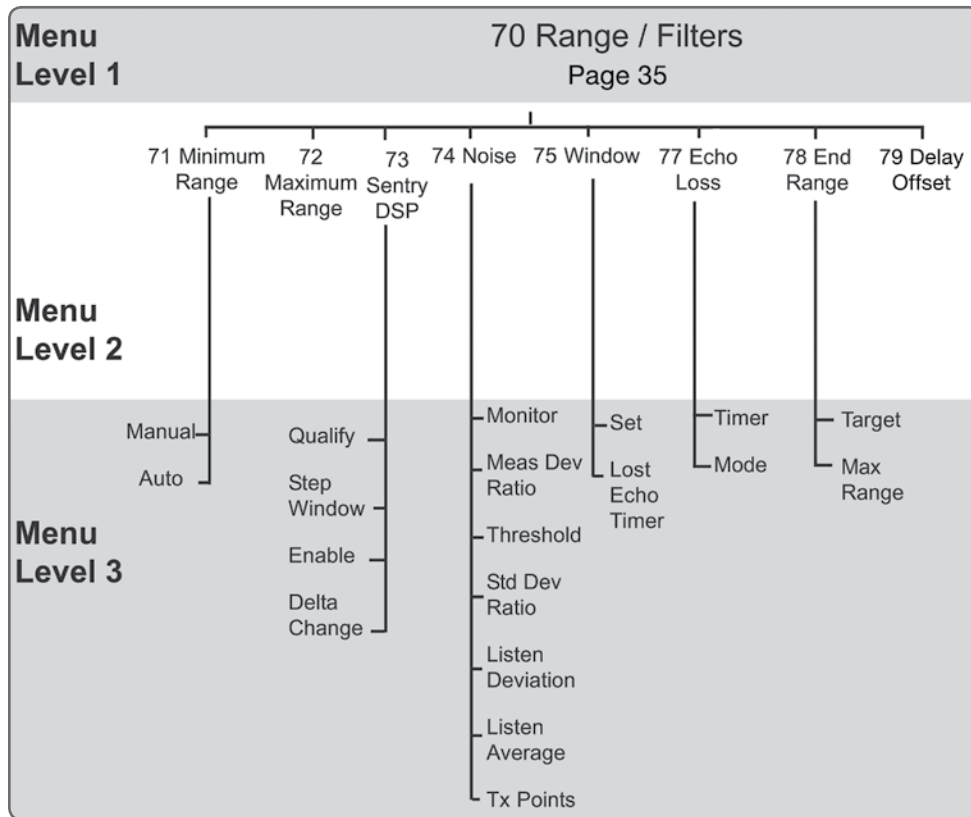 Menu
Level 1
70 Range / Filters
Page 35
71 Minimum
Range
72
Maximum
Range
73
Sentry
DSP
74 Noise
75 Window
77 Echo
Loss
78 End
Range
79 Delay
Offset
Menu
Level 2
Menu
Level 3
Manual
Auto
Qualify
Step
Window
Enable
Delta
Change
Monitor
Meas Dev
Ratio
Threshold
Std Dev
Ratio
Listen
Deviation
Listen
Average
Tx Points
Set
Lost
Echo
Timer
Timer
Mode
Target
Max
Range